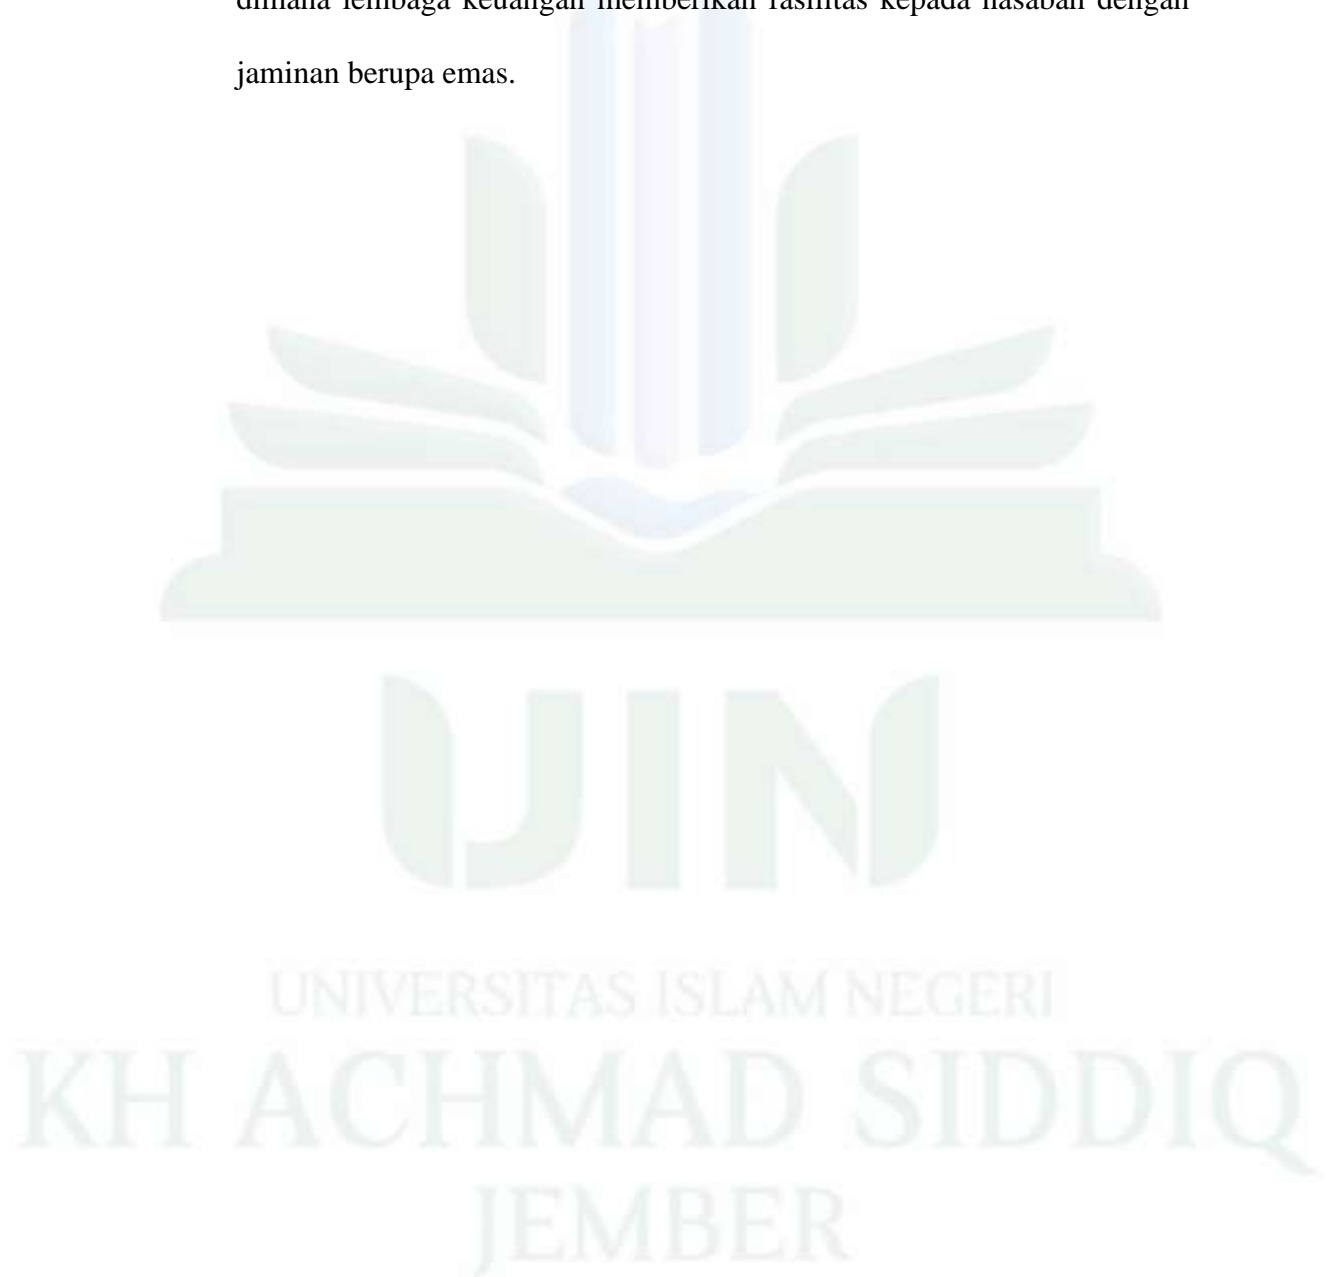 dimana lembaga keuangan memberikan fasilitas kepada nasabah dengan
jaminan berupa emas.
UIN
UNIVERSITAS ISLAM NEGERI
KH ACHMAD SIDDIQ
JEMBER